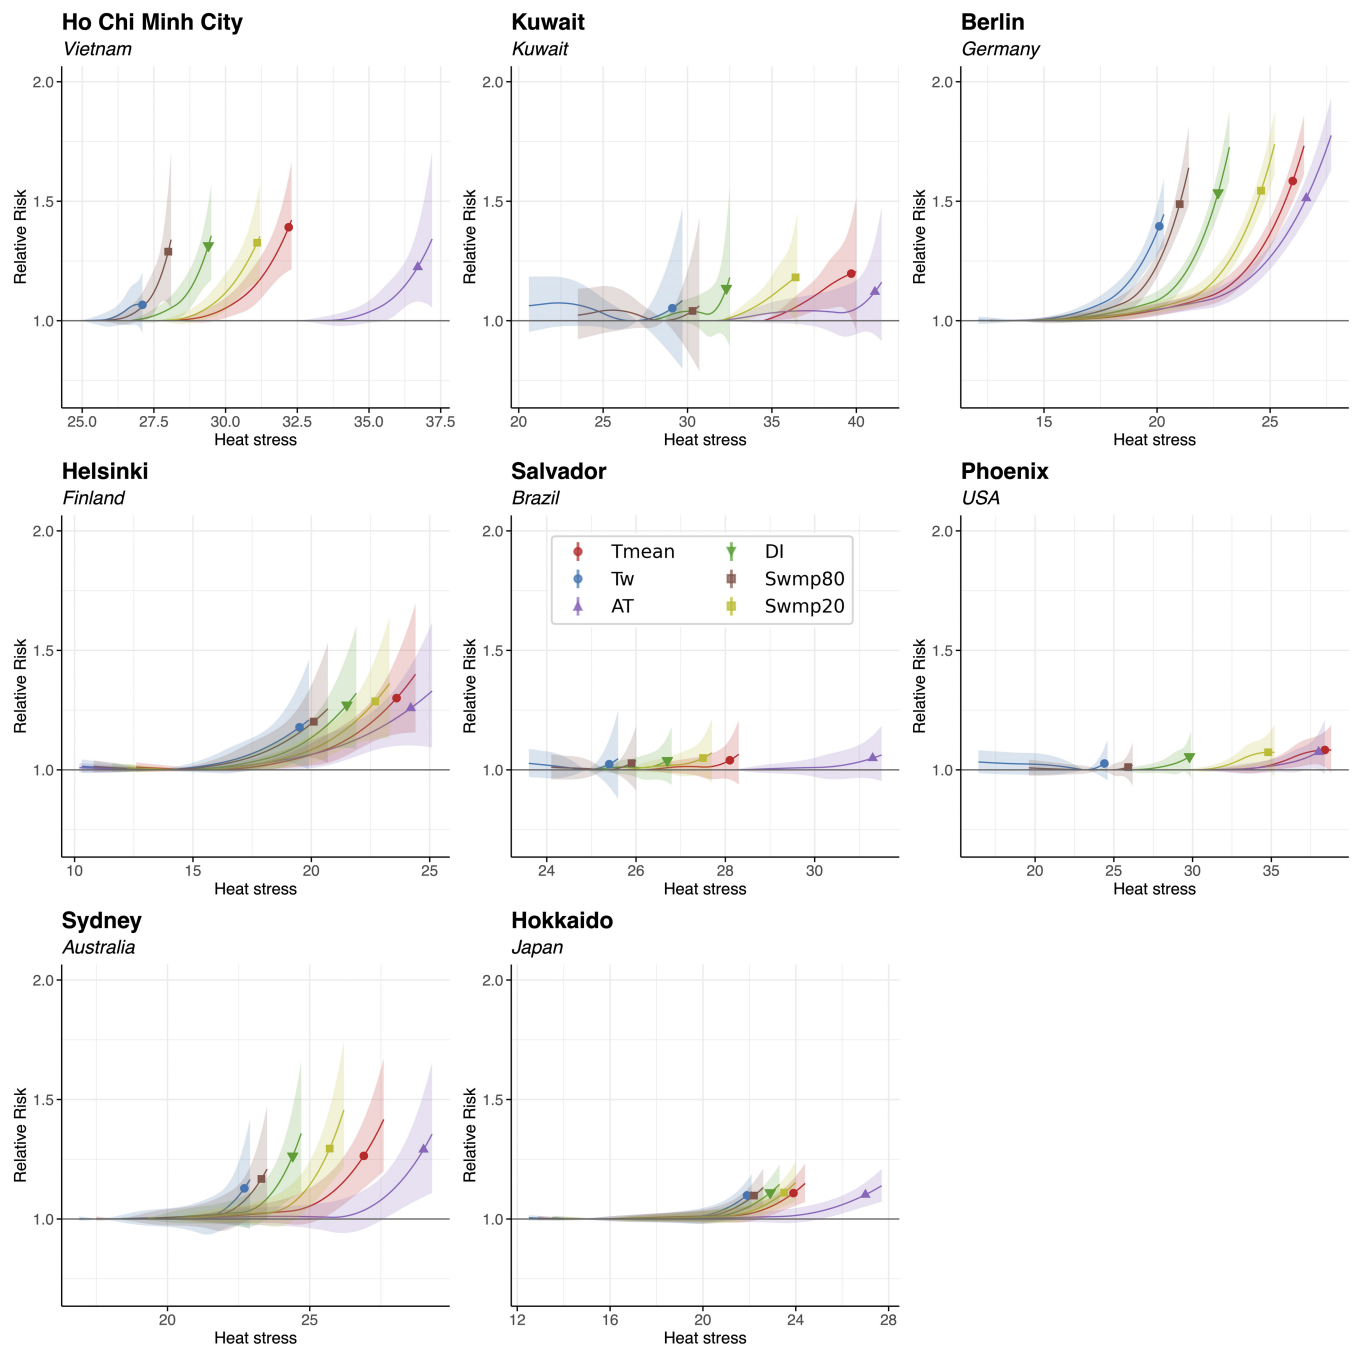 Ho Chi Minh City
Vietnam
2.0
1.5
1.0
Relative Risk
25.0 27.5 30.0 32.5 35.0 37.5
Heat stress
Kuwait
Kuwait
2.0
1.5
1.0
Relative Risk
20 25 30 35 40
Heat stress
Berlin
Germany
2.0
1.5
1.0
Relative Risk
15 20 25
Heat stress
Helsinki
Finland
2.0
1.5
1.0
Relative Risk
10 15 20 25
Heat stress
Salvador
Brazil
2.0
1.5
1.0
Relative Risk
Tmean
Tw
AT
DI
Swmp80
Swmp20
24 26 28 30
Heat stress
Phoenix
USA
2.0
1.5
1.0
Relative Risk
20 25 30 35
Heat stress
Sydney
Australia
2.0
1.5
1.0
Relative Risk
20 25
Heat stress
Hokkaido
Japan
2.0
1.5
1.0
Relative Risk
12 16 20 24 28
Heat stress